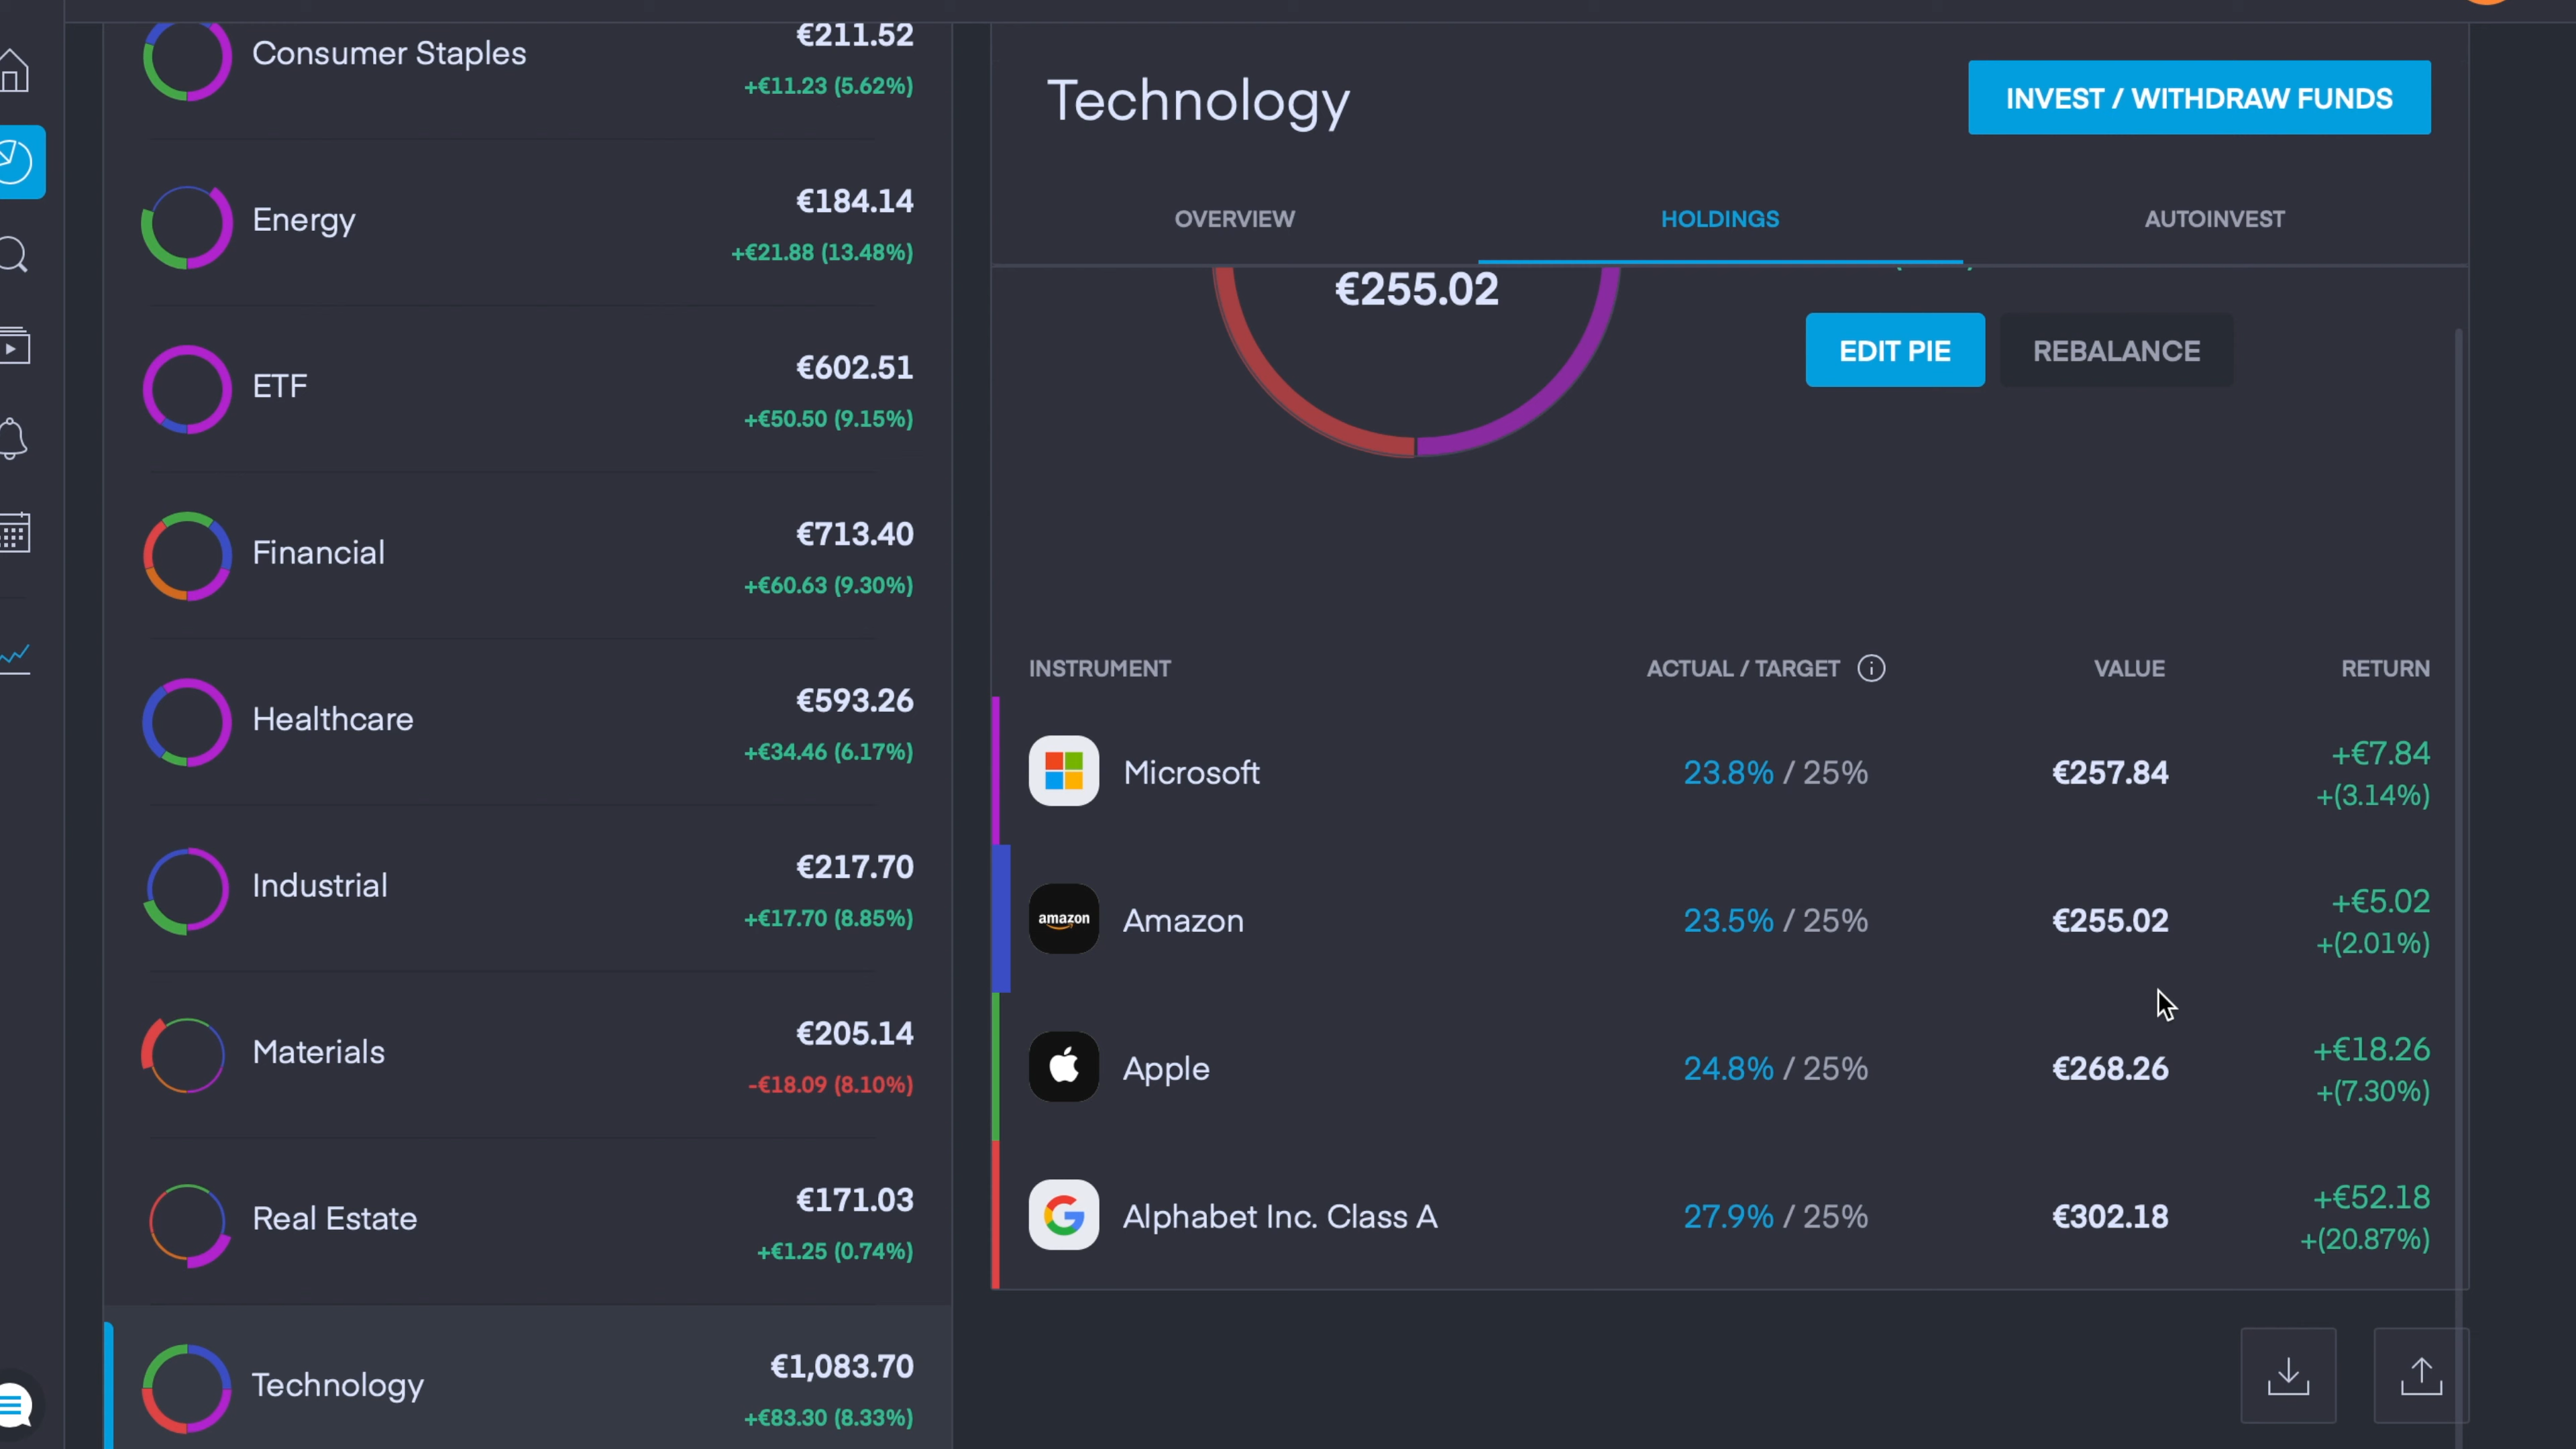 Consumer Staples
€211.52
+€11.23 (5.62%)
Energy
€184.14
+€21.88 (13.48%)
ETF
€602.51
+€50.50 (9.15%)
Financial
€713.40
+€60.63 (9.30%)
Healthcare
€593.26
+€34.46 (6.17%)
Industrial
€217.70
+€17.70 (8.85%)
Materials
€205.14
-€18.09 (8.10%)
Real Estate
€171.03
+€1.25 (0.74%)
Technology
€1,083.70
+€83.30 (8.33%)
Technology
INVEST / WITHDRAW FUNDS
OVERVIEW
HOLDINGS
AUTOINVEST
€255.02
EDIT PIE
REBALANCE
INSTRUMENT
ACTUAL / TARGET
VALUE
RETURN
Microsoft
23.8% / 25%
€257.84
+€7.84
+(3.14%)
amazon
Amazon
23.5% / 25%
€255.02
+€5.02
+(2.01%)
Apple
24.8% / 25%
€268.26
+€18.26
+(7.30%)
Alphabet Inc. Class A
27.9% / 25%
€302.18
+€52.18
+(20.87%)